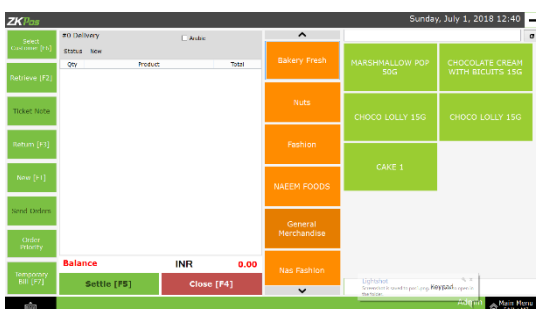 ZKPos
Sunday, July 1, 2018 12:40
Select
Customer [F6]
Retrieve [F2]
Ticket Note
Return [F3]
New [F1]
Send Orders
Order
Priority
Temporary
Bill [F7]
#0 Delivery
Status New
Qty Product Total
Balance INR 0.00
Settle [F5] Close [F4]
Bakery Fresh
Nuts
Fashion
NAEEM FOODS
General
Merchandise
Nas Fashion
MARSHMALLOW POP
50G
CHOCOLATE CREAM
WITH BICUITS 15G
CHOCO LOLLY 15G
CHOCO LOLLY 15G
CAKE 1
Lightshot
Keypad
Main Menu